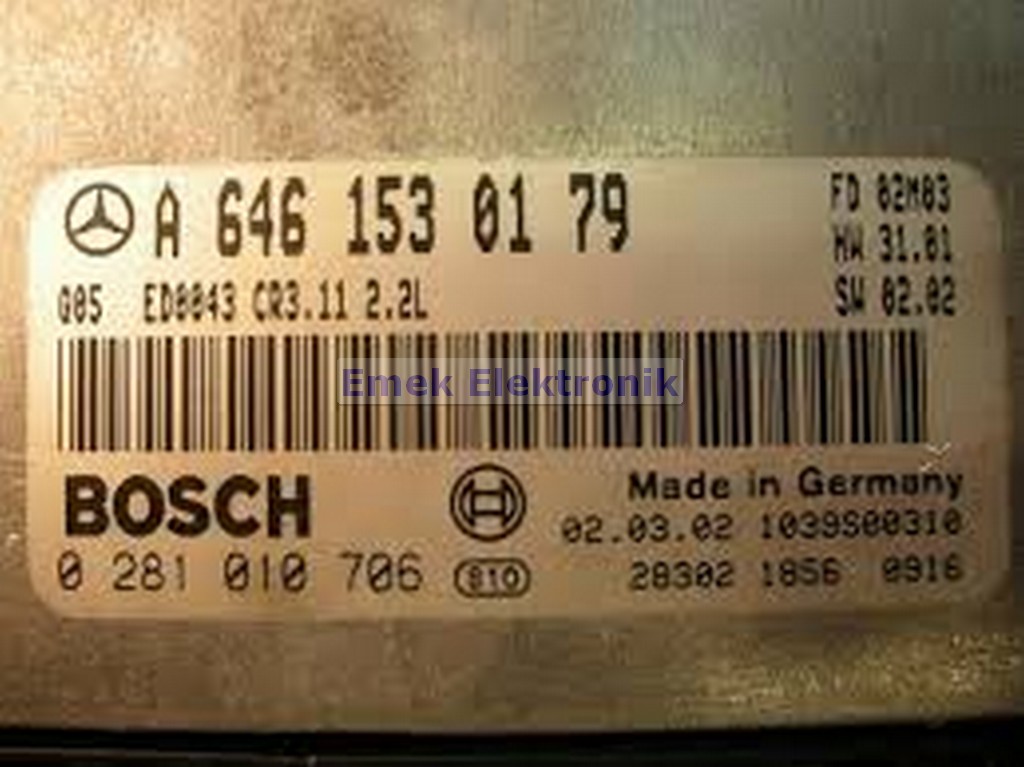 A 646 153 01 79
FD 02M03
HW 31.01
G05 ED0043 CR3.11 2.2L
SW 02.02
Emek Elektronik
BOSCH
Made in Germany
02.03.02 1039S00310
0 281 010 706 810
28302 1856 0916